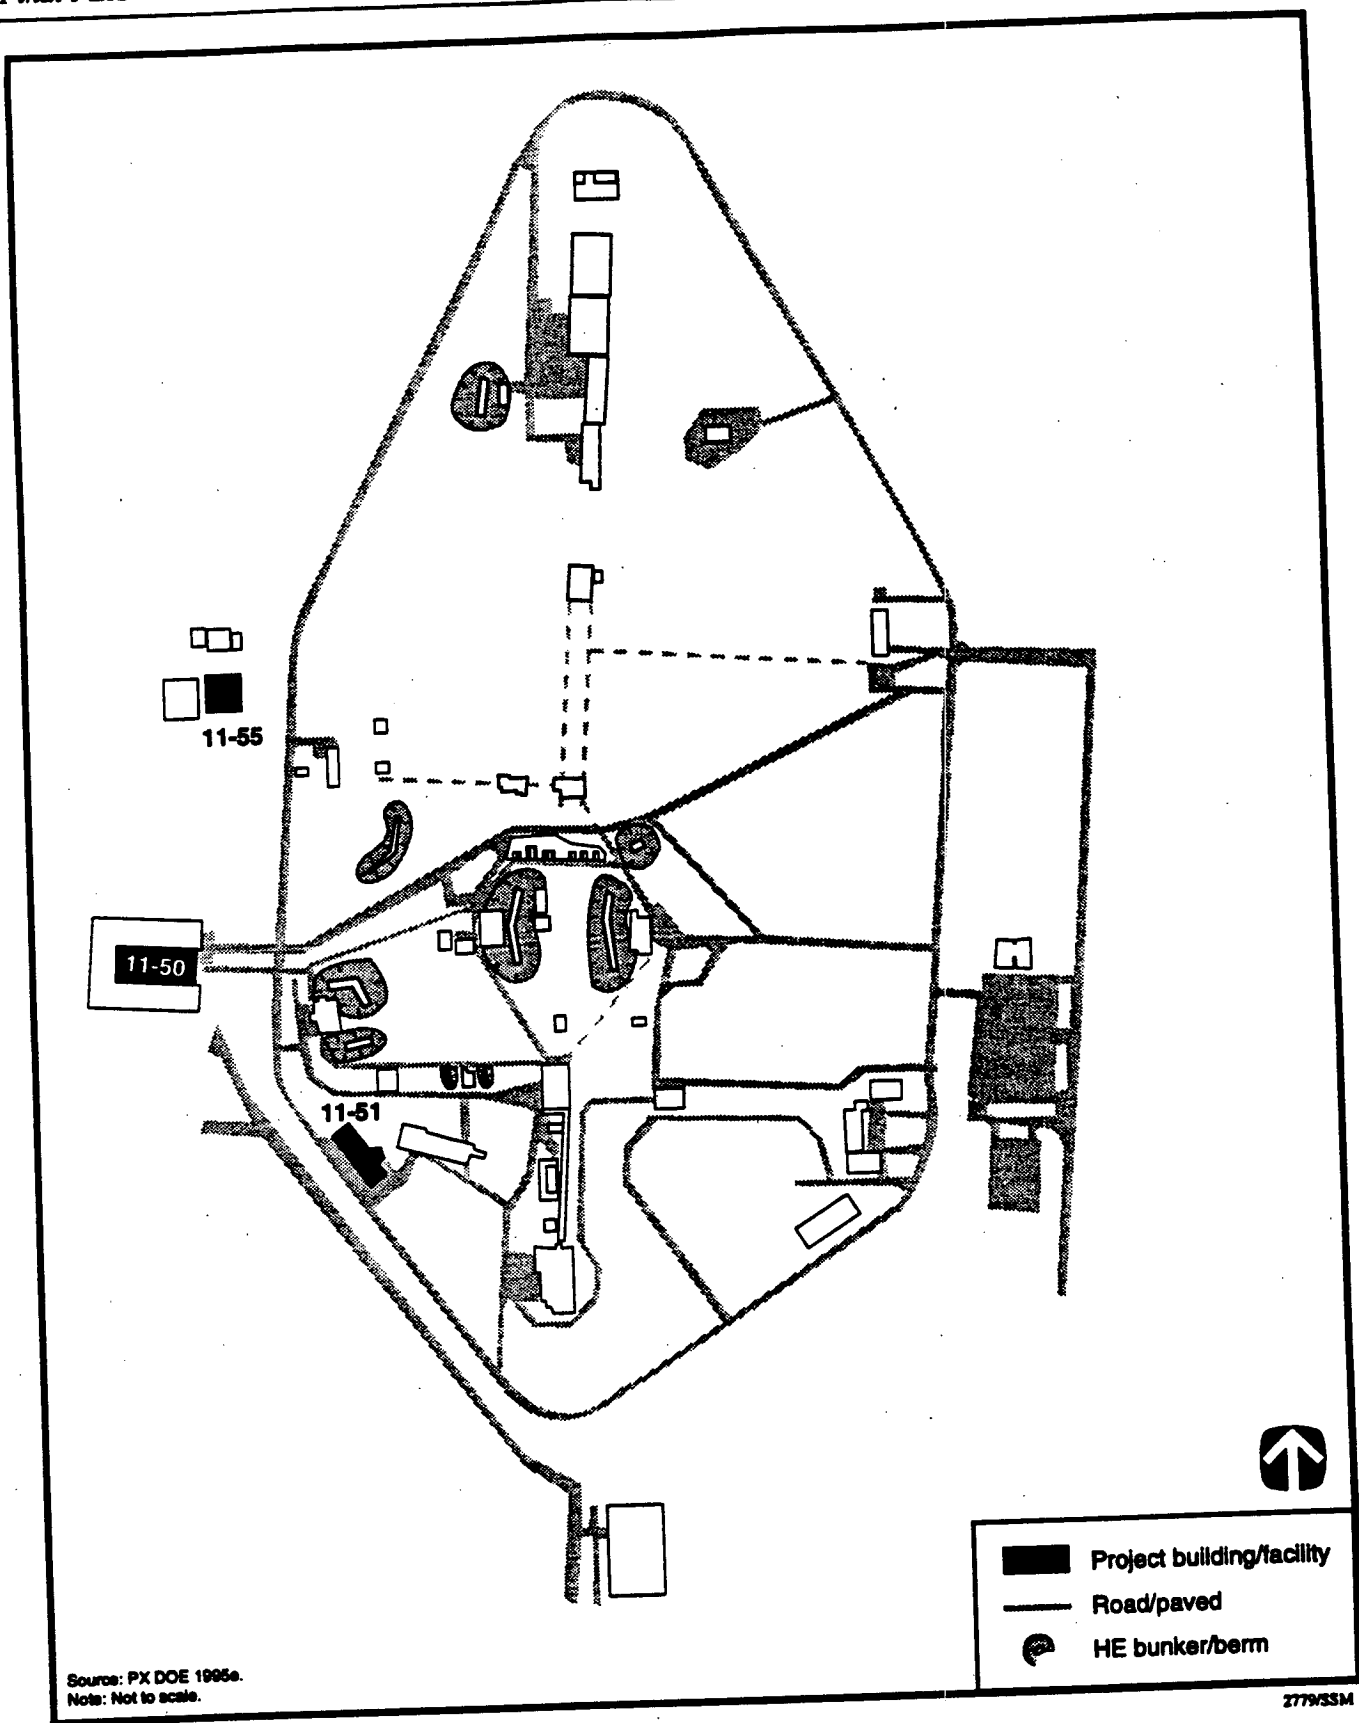 11-55
11-50
11-51
Project building/facility
Road/paved
HE bunker/berm
Source: PX DOE 1995e.
Note: Not to scale.
2779/SSM